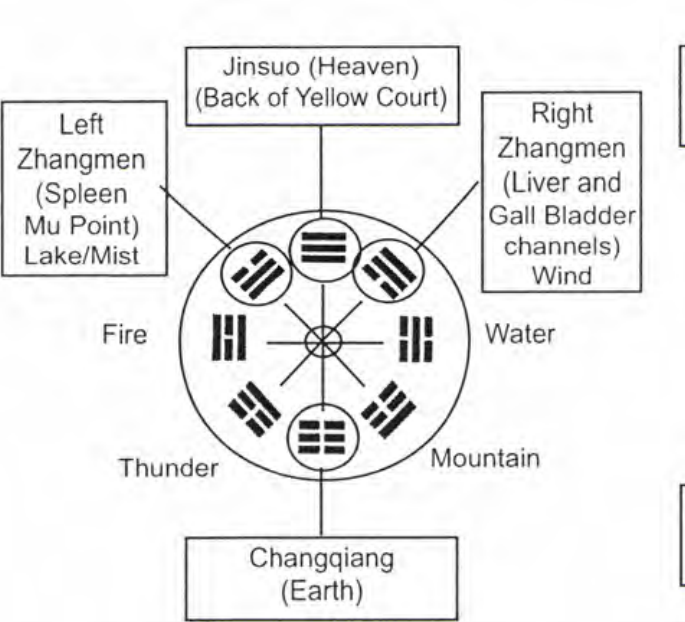 Jinsuo (Heaven)
(Back of Yellow Court)
Left
Zhangmen
(Spleen
Mu Point)
Lake/Mist
Right
Zhangmen
(Liver and
Gall Bladder
channels)
Wind
Fire
Water
Thunder
Mountain
Changqiang
(Earth)